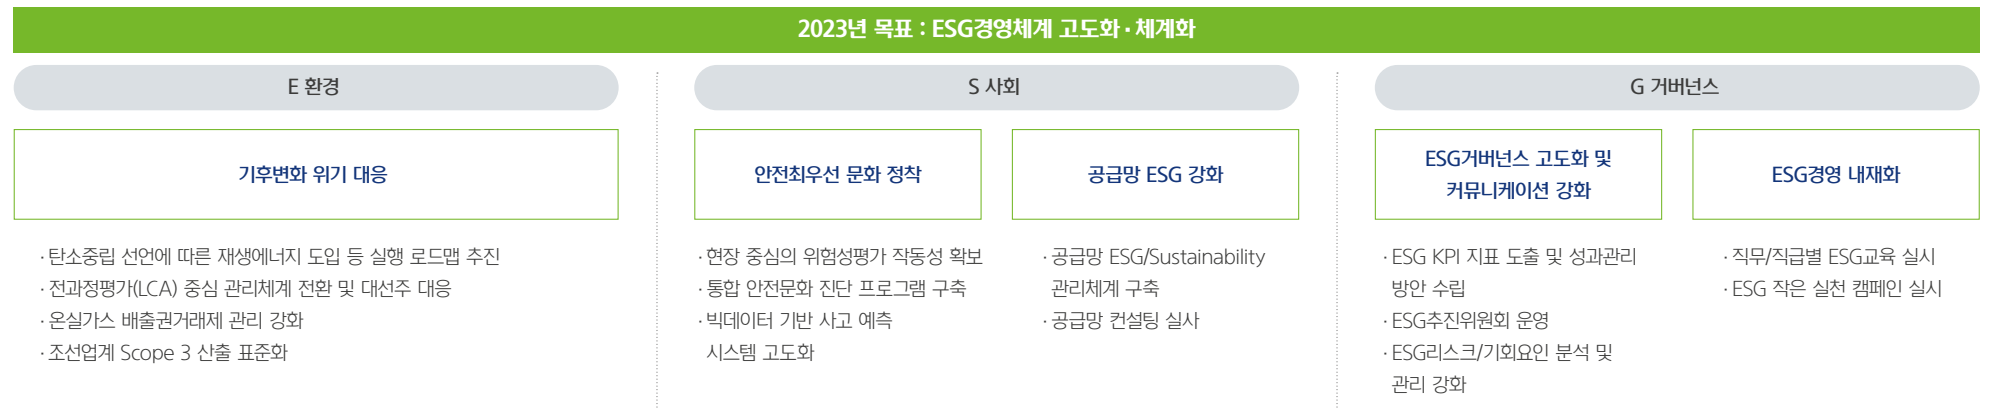 2023년 목표 : ESG경영체계 고도화·체계화
E 환경
기후변화 위기 대응
· 탄소중립 선언에 따른 재생에너지 도입 등 실행 로드맵 추진
· 전과정평가(LCA) 중심 관리체계 전환 및 대선주 대응
· 온실가스 배출권거래제 관리 강화
· 조선업계 Scope 3 산출 표준화
S 사회
안전최우선 문화 정착
· 현장 중심의 위험성평가 작동성 확보
· 통합 안전문화 진단 프로그램 구축
· 빅데이터 기반 사고 예측
시스템 고도화
공급망 ESG 강화
· 공급망 ESG/Sustainability
관리체계 구축
· 공급망 컨설팅 실사
G 거버넌스
ESG거버넌스 고도화 및
커뮤니케이션 강화
· ESG KPI 지표 도출 및 성과관리
방안 수립
· ESG추진위원회 운영
· ESG리스크/기회요인 분석 및
관리 강화
ESG경영 내재화
· 직무/직급별 ESG교육 실시
· ESG 작은 실천 캠페인 실시